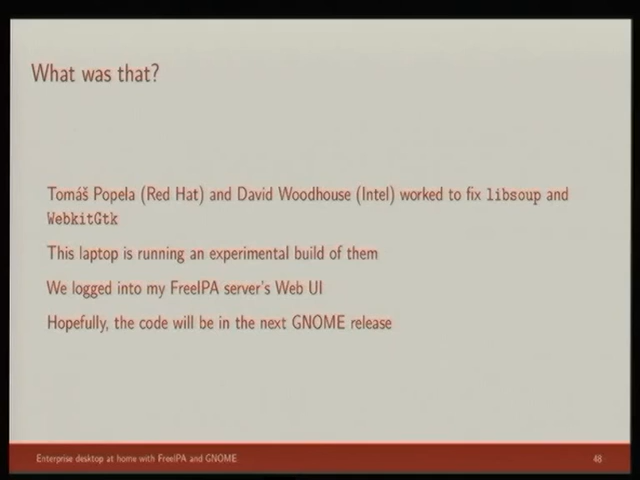 What was that?
Tomáš Popela (Red Hat) and David Woodhouse (Intel) worked to fix libsoup and
WebkitGtk
This laptop is running an experimental build of them
We logged into my FreeIPA server's Web UI
Hopefully, the code will be in the next GNOME release
Enterprise desktop at home with FreeIPA and GNOME
48